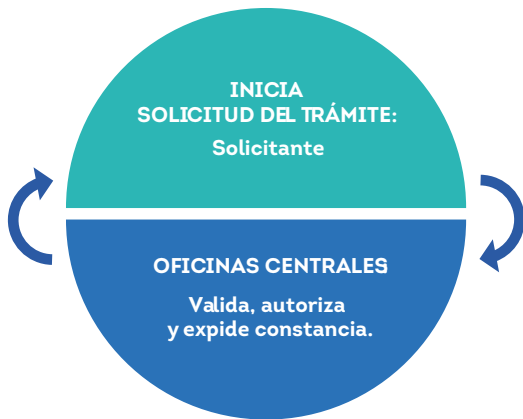 INICIA
SOLICITUD DEL TRÁMITE:
Solicitante
OFICINAS CENTRALES
Valida, autoriza
y expide constancia.